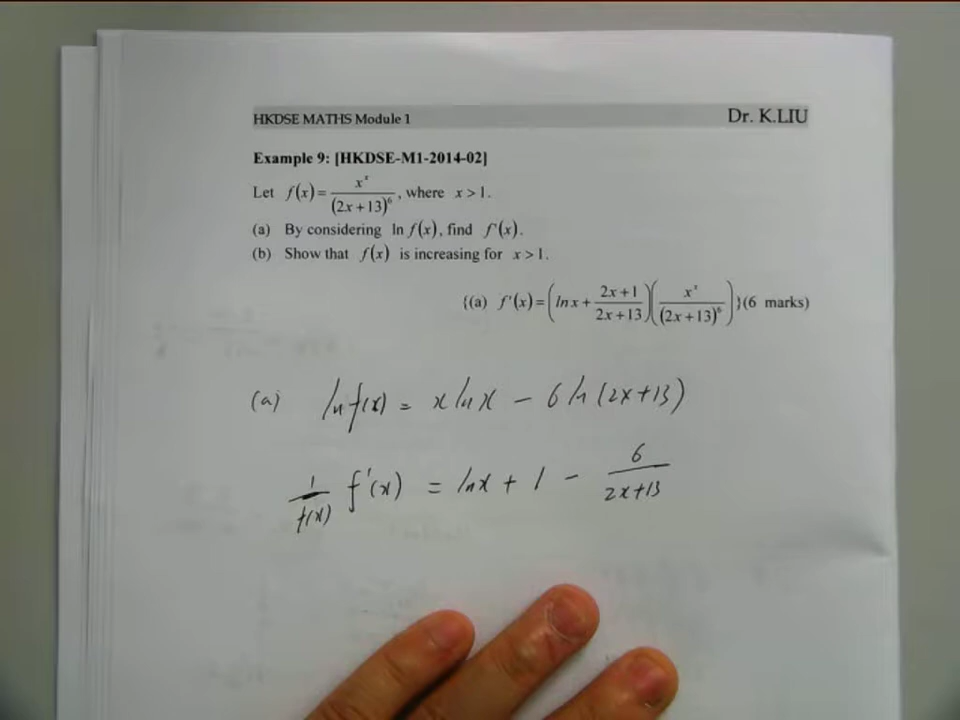 HKDSE MATHS Module 1 Dr. K.LIU
Example 9: [HKDSE-M1-2014-02]
Let f(x) = x^x / (2x+13)^6, where x > 1.
(a) By considering ln f(x), find f'(x).
(b) Show that f(x) is increasing for x > 1.
{(a) f'(x) = (ln x + (2x+1)/(2x+13)) (x^x / (2x+13)^6)}(6 marks)
(a) ln f(x) = x ln x - 6 ln (2x+13)
1/f(x) f'(x) = ln x + 1 - 6/(2x+13)